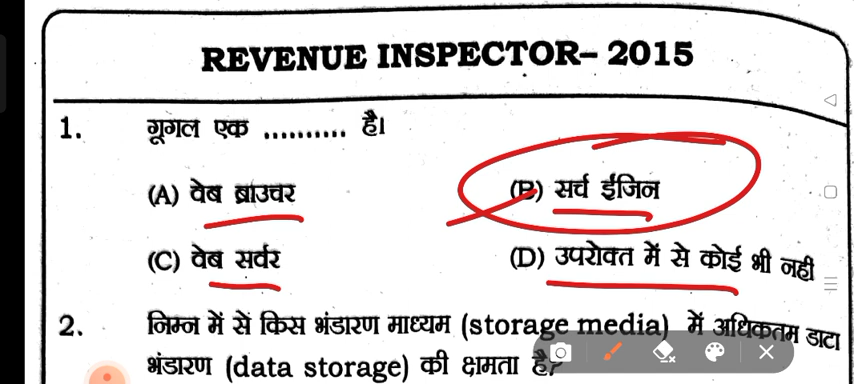 REVENUE INSPECTOR– 2015
1. गूगल एक .......... है।
(A) वेब ब्राउचर (B) सर्च ईंजिन
(C) वेब सर्वर (D) उपरोक्त में से कोई भी नही
2. निम्न में से किस भंडारण माध्यम (storage media) में अधिकतम डाटा
भंडारण (data storage) की क्षमता है?